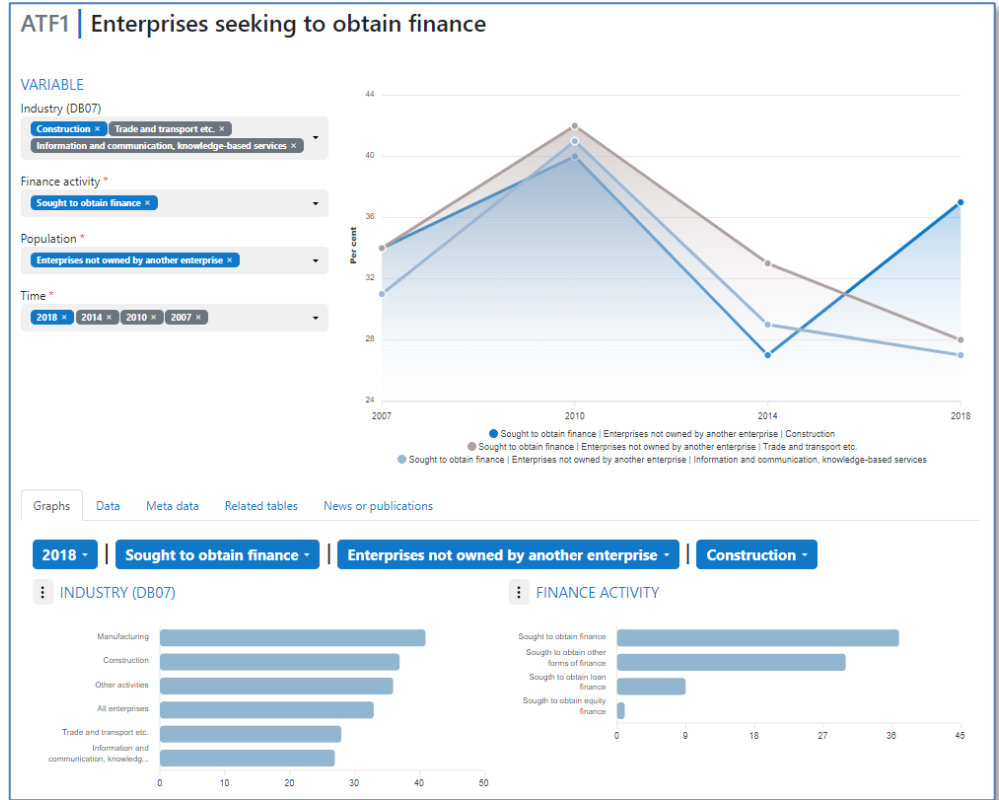 ATF1 | Enterprises seeking to obtain finance
VARIABLE
Industry (DB07)
Construction × Trade and transport etc. ×
Information and communication, knowledge-based services ×
Finance activity *
Sought to obtain finance ×
Population *
Enterprises not owned by another enterprise ×
Time *
2018 × 2014 × 2010 × 2007 ×
Per cent
44
40
36
32
28
24
2007 2010 2014 2018
Sought to obtain finance | Enterprises not owned by another enterprise | Construction
Sought to obtain finance | Enterprises not owned by another enterprise | Trade and transport etc.
Sought to obtain finance | Enterprises not owned by another enterprise | Information and communication, knowledge-based services
Graphs Data Meta data Related tables News or publications
2018 | Sought to obtain finance | Enterprises not owned by another enterprise | Construction
INDUSTRY (DB07)
Manufacturing
Construction
Other activities
All enterprises
Trade and transport etc.
Information and
communication, knowledg...
0 10 20 30 40 50
FINANCE ACTIVITY
Sought to obtain finance
Sougth to obtain other
forms of finance
Sougth to obtain loan
finance
Sougth to obtain equity
finance
0 9 18 27 36 45